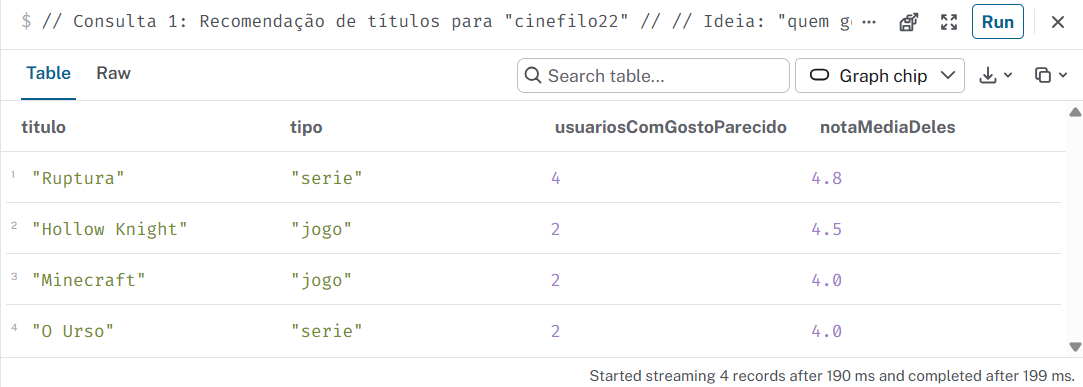 $ // Consulta 1: Recomendação de títulos para "cinefilo22" // // Ideia: "quem g ···
Run
Table Raw
Search table...
Graph chip
titulo tipo usuariosComGostoParecido notaMediaDeles
1 "Ruptura" "serie" 4 4.8
2 "Hollow Knight" "jogo" 2 4.5
3 "Minecraft" "jogo" 2 4.0
4 "O Urso" "serie" 2 4.0
Started streaming 4 records after 190 ms and completed after 199 ms.